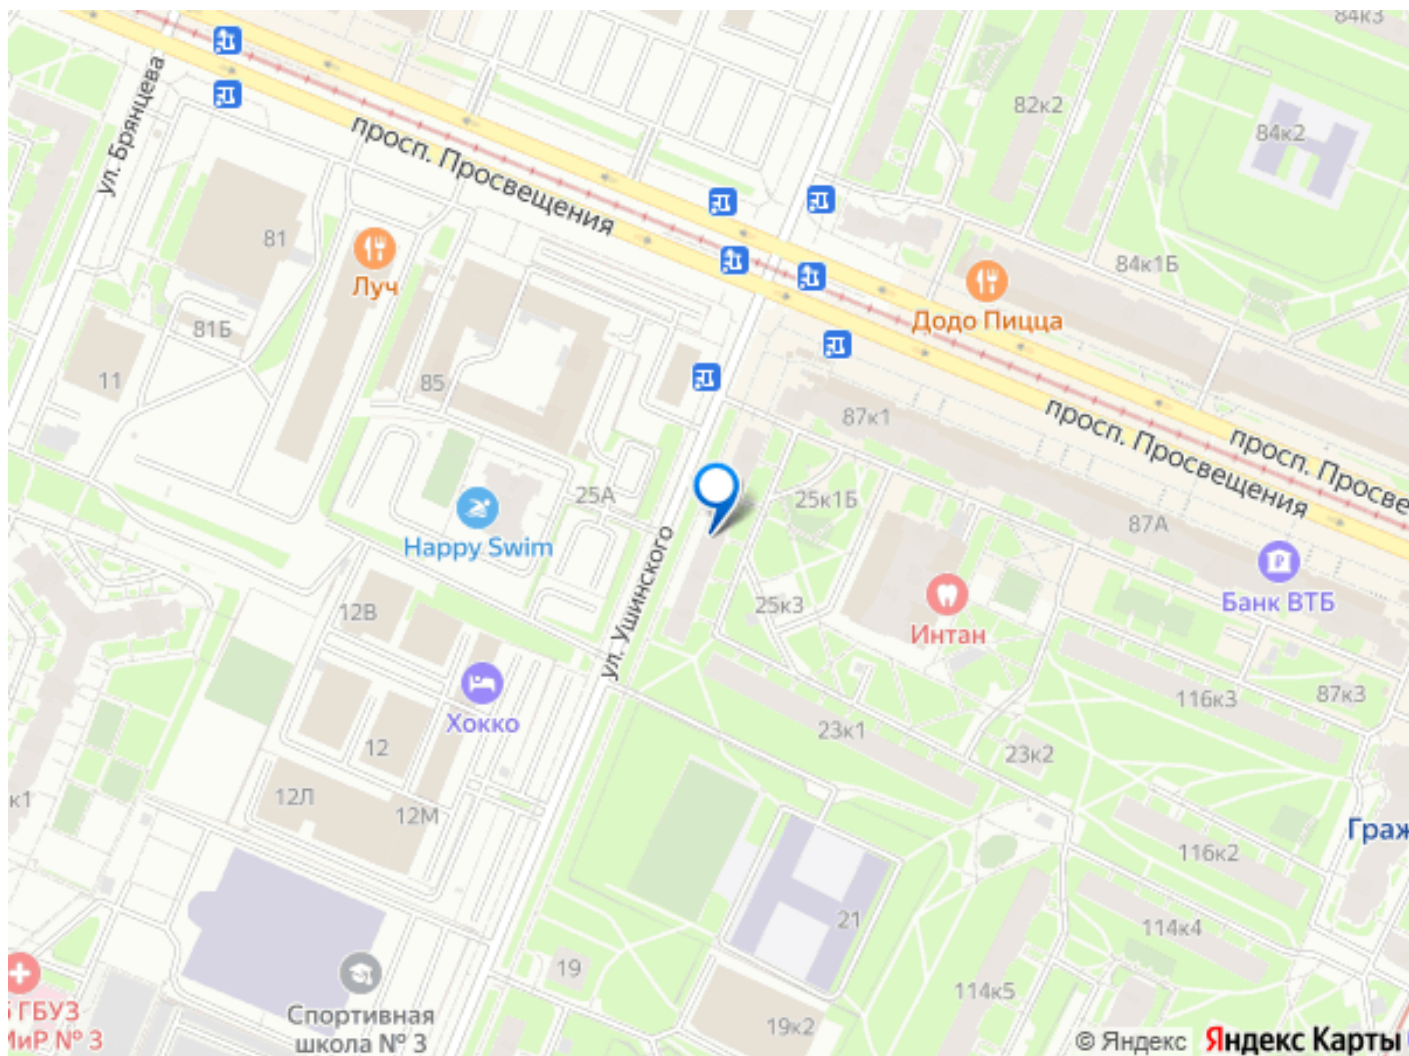 84к3
ул. Брянцева
82к2
84к2
просп. Просвещения
81
Луч
84к1Б
Додо Пицца
81Б
11
85
87к1
просп. Просвещения
просп. Просве
25А
25к1Б
87А
Happy Swim
ул. Ушинского
Банк ВТБ
12В
25к3
Интан
Хокко
116к3
87к3
23к1
12
23к2
12Л
к1
12М
Граж
116к2
21
114к4
19
114к5
Спортивная
школа № 3
ГБУЗ
МиР № 3
19к2
© Яндекс Яндекс Карты